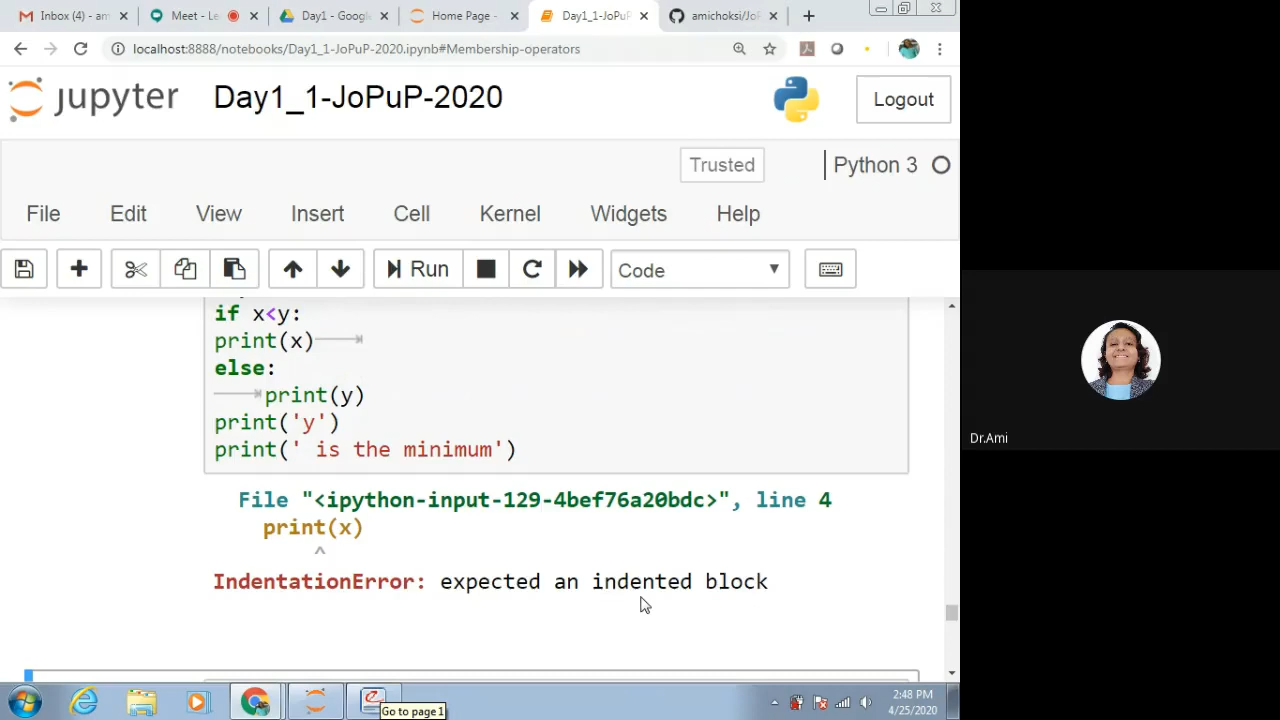 Inbox (4) - am
Meet - Le
Day1 - Google
Home Page -
Day1_1-JoPuP
amichoksi/Jo
localhost:8888/notebooks/Day1_1-JoPuP-2020.ipynb#Membership-operators
jupyter
Day1_1-JoPuP-2020
Logout
Trusted
Python 3
File Edit View Insert Cell Kernel Widgets Help
Run
Code
if x<y:
print(x)
else:
print(y)
print('y')
print(' is the minimum')
File "<ipython-input-129-4bef76a20bdc>", line 4
print(x)
^
IndentationError: expected an indented block
Dr.Ami
Go to page 1
2:48 PM
4/25/2020